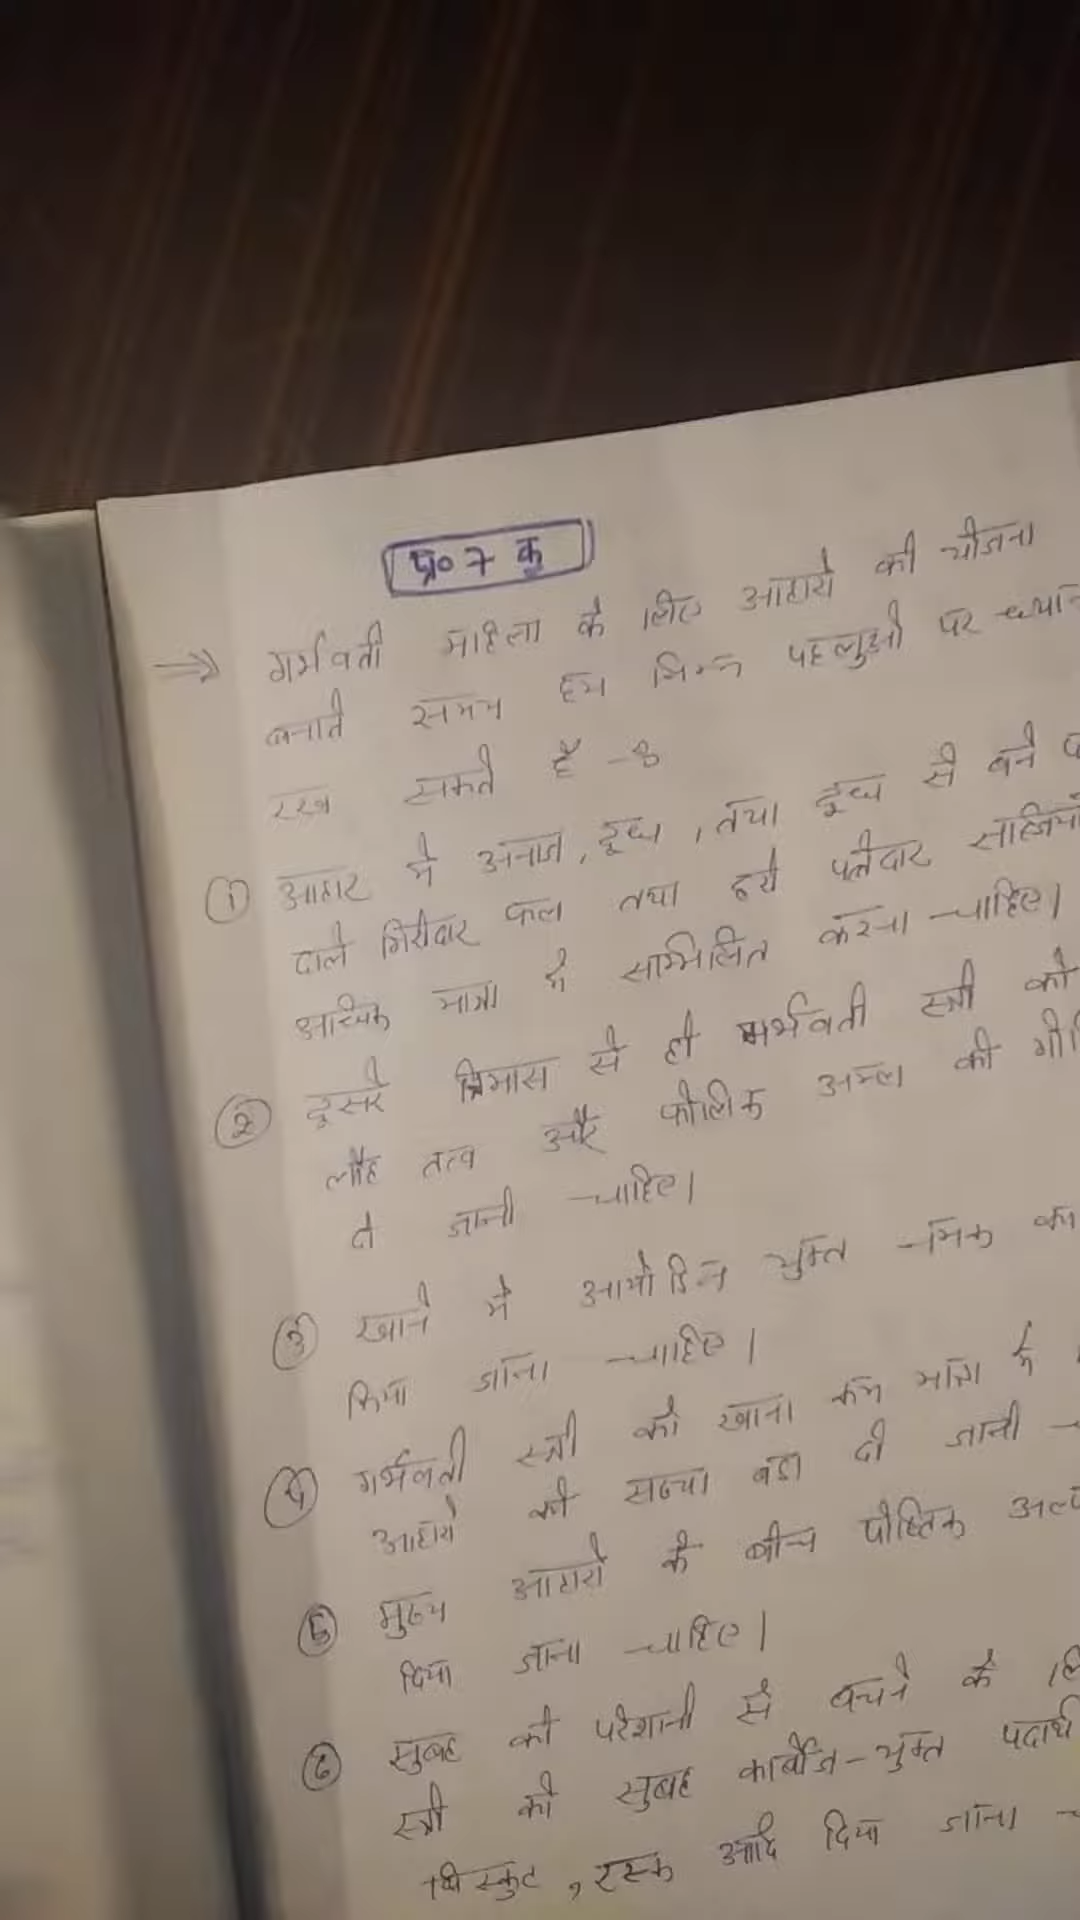 प्र० 7 कृ
⇒ गर्भवती महिला के लिए आहारो की योजना
बनाते समय हम भिन्न पहलुओ पर ध्यान
रख सकते हैं -:
① आहार मे अनाज, दूध, तथा दूध से बने
दाले गिरीदार फल तथा हरी पत्तेदार सब्जियों
अधिक मात्रा मे सम्मिलित करना चाहिए।
② दूसरे त्रिमास से ही गर्भवती स्त्री को
लौह तत्व और फोलिक अम्ल की
दी जानी चाहिए।
③ खाने मे आयोडिन युक्त नमक का
किया जाना चाहिए।
④ गर्भवती स्त्री को खाना कम मात्रा मे
आहारो की सख्या बडा दी जानी
⑤ मुख्य आहारो के बीच पौष्टिक
दिया जाना चाहिए।
⑥ सुबह की परेशानी से बचने के
स्त्री को सुबह कार्बोज-युक्त पदार्थ
बिस्कुट, रस्क आदि दिया जाना